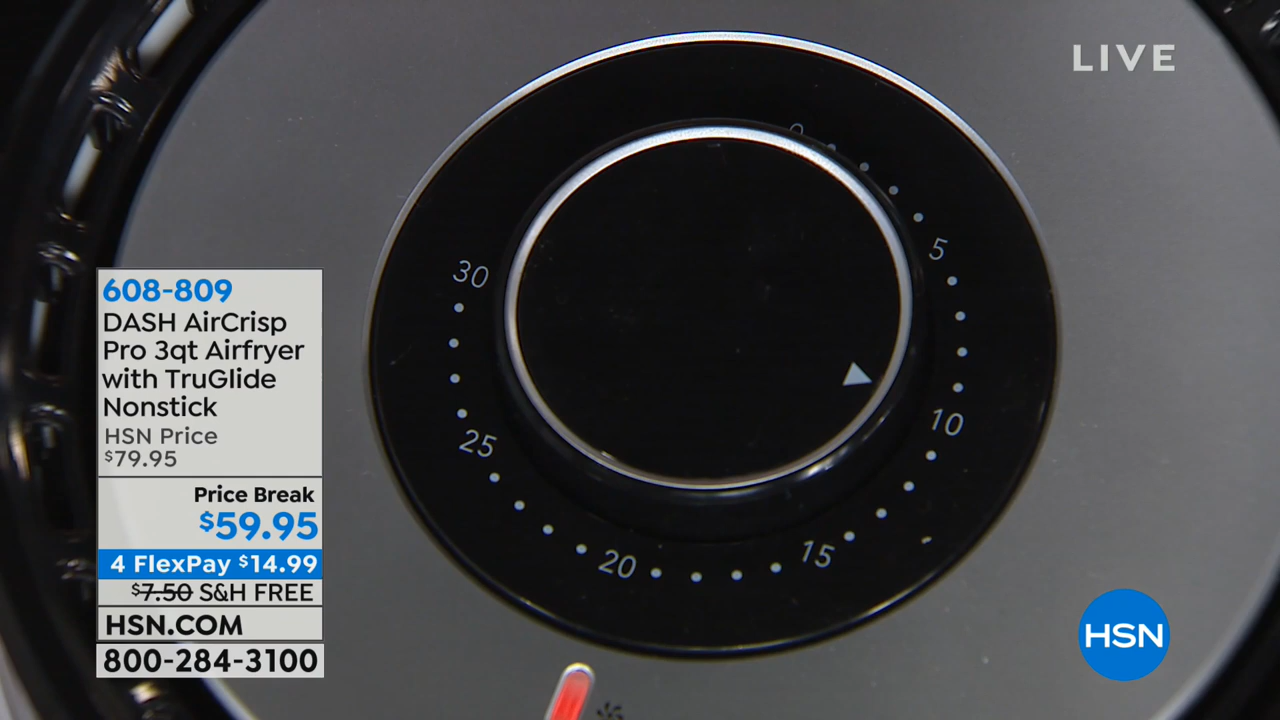 LIVE
0
5
10
15
20
25
30
608-809
DASH AirCrisp
Pro 3qt Airfryer
with TruGlide
Nonstick
HSN Price
$79.95
Price Break
$59.95
4 FlexPay $14.99
$7.50 S&H FREE
HSN.COM
800-284-3100
HSN